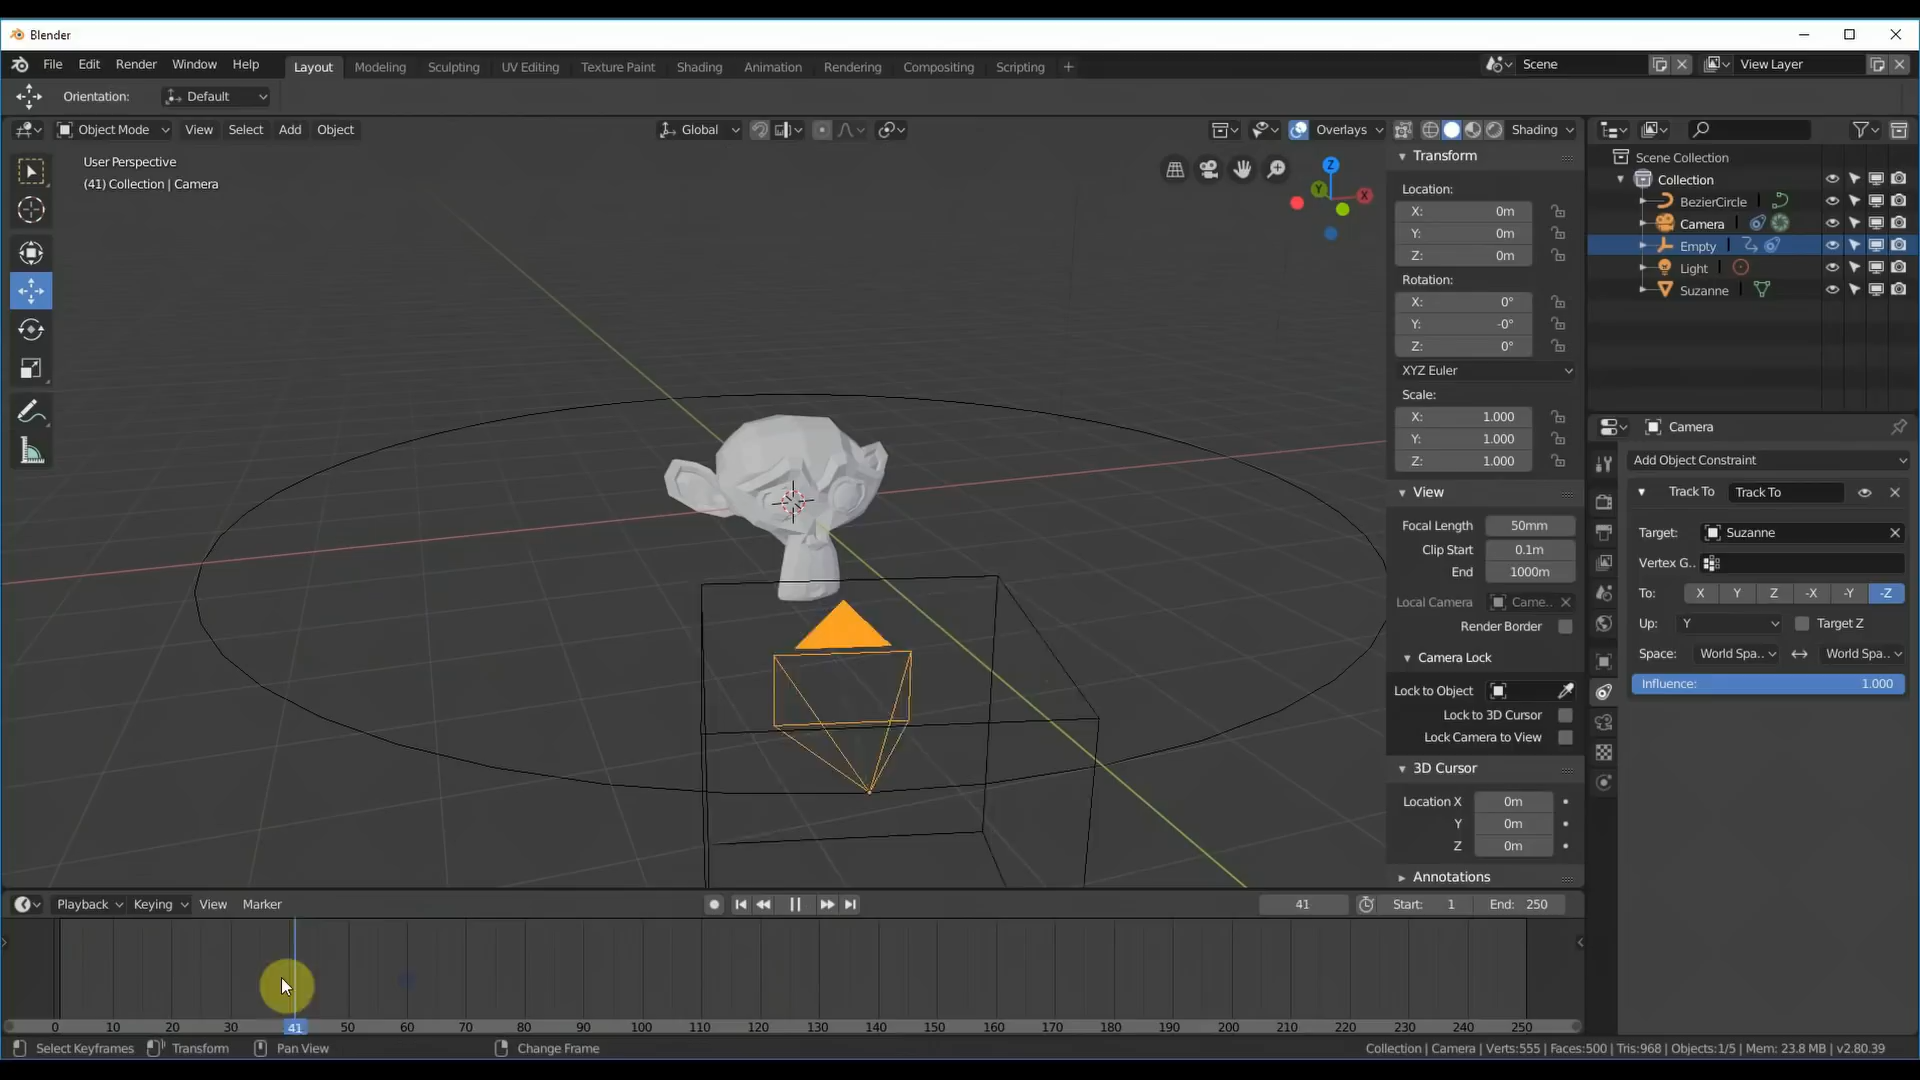 Blender
File Edit Render Window Help Layout Modeling Sculpting UV Editing Texture Paint Shading Animation Rendering Compositing Scripting + Scene View Layer
Orientation: Default
Object Mode View Select Add Object Global Overlays Shading
User Perspective
(41) Collection | Camera
Z
Y
X
Transform
Location:
X: 0m
Y: 0m
Z: 0m
Rotation:
X: 0°
Y: -0°
Z: 0°
XYZ Euler
Scale:
X: 1.000
Y: 1.000
Z: 1.000
View
Focal Length 50mm
Clip Start 0.1m
End 1000m
Local Camera Came..
Render Border
Camera Lock
Lock to Object
Lock to 3D Cursor
Lock Camera to View
3D Cursor
Location X 0m
Y 0m
Z 0m
Annotations
Scene Collection
Collection
BezierCircle
Camera
Empty
Light
Suzanne
Camera
Add Object Constraint
Track To Track To
Target: Suzanne
Vertex G..
To: X Y Z -X -Y -Z
Up: Y Target Z
Space: World Spa.. World Spa..
Influence: 1.000
Playback Keying View Marker 41 Start: 1 End: 250
0 10 20 30 41 50 60 70 80 90 100 110 120 130 140 150 160 170 180 190 200 210 220 230 240 250
Select Keyframes Transform Pan View Change Frame Collection | Camera | Verts:555 | Faces:500 | Tris:968 | Objects:1/5 | Mem: 23.8 MB | v2.80.39